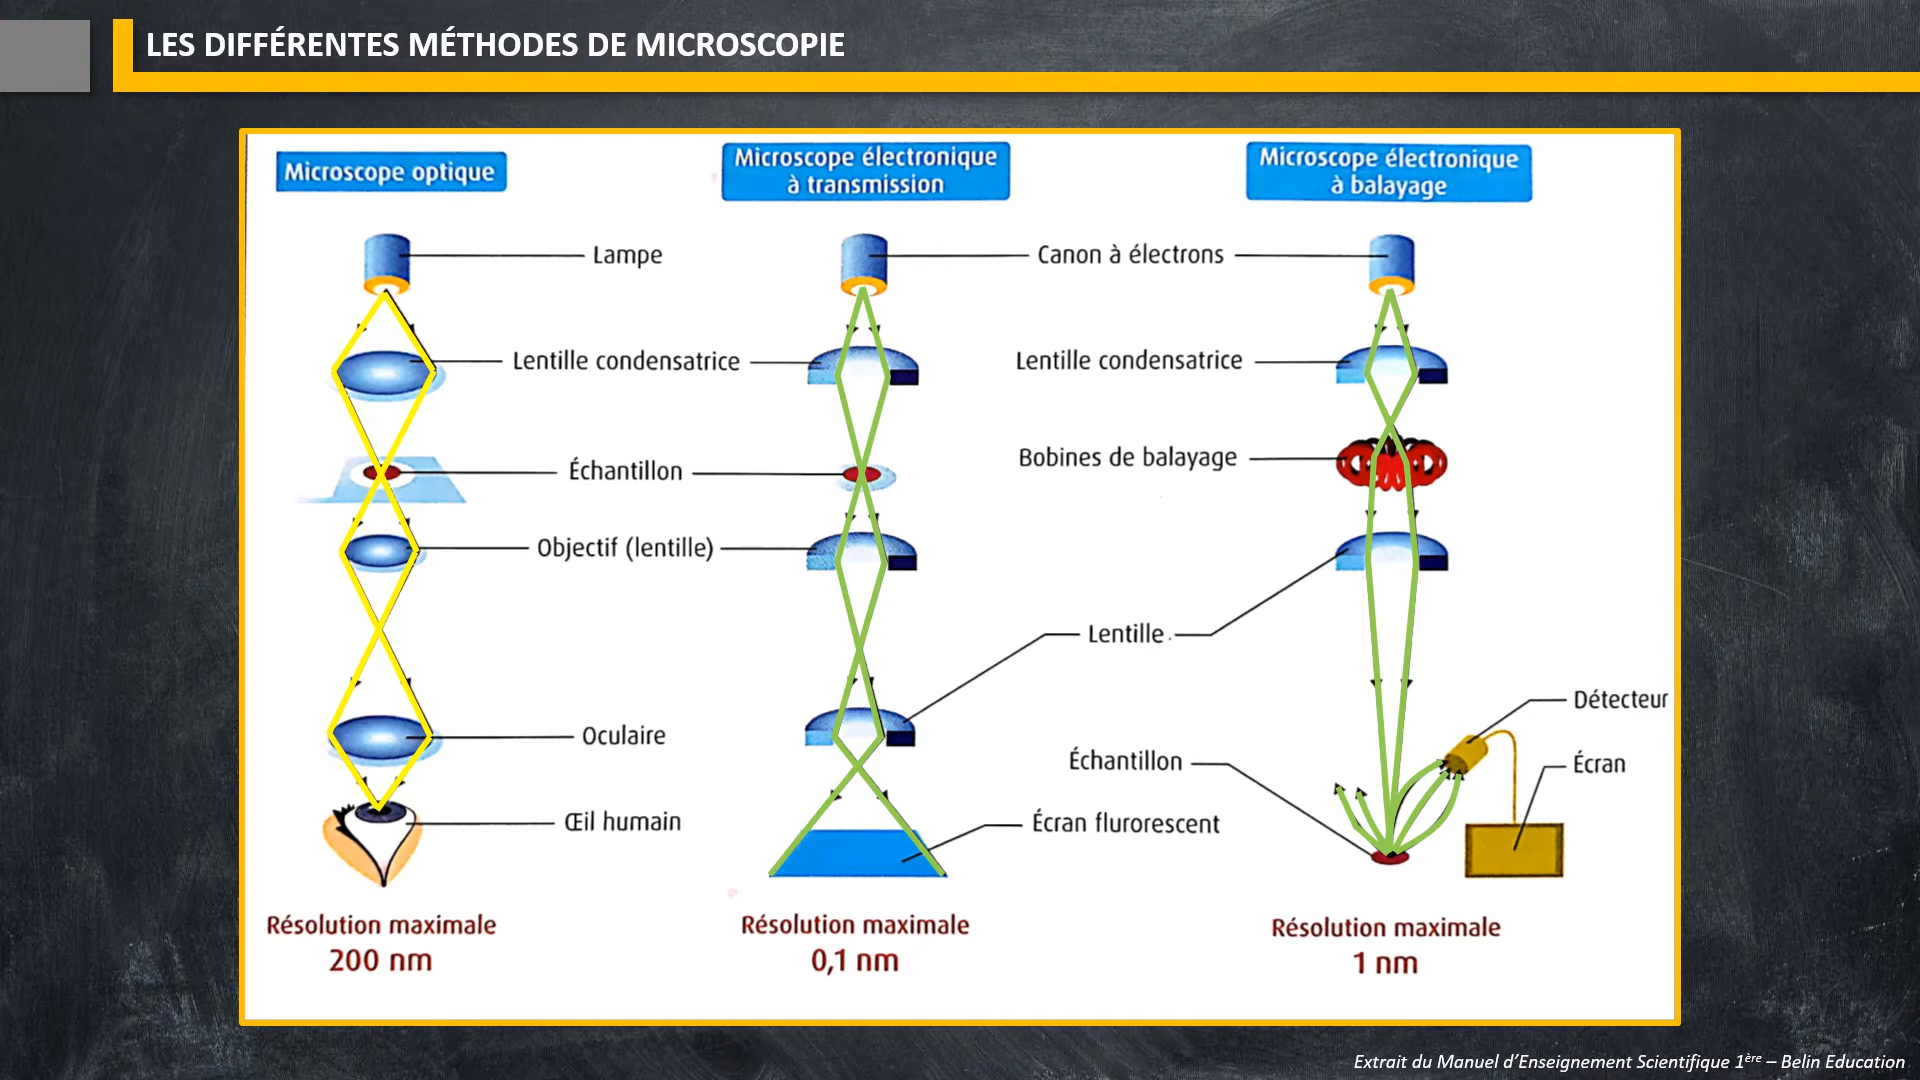 LES DIFFÉRENTES MÉTHODES DE MICROSCOPIE
Microscope optique
Microscope électronique
à transmission
Microscope électronique
à balayage
Lampe
Canon à électrons
Lentille condensatrice
Lentille condensatrice
Échantillon
Bobines de balayage
Objectif (lentille)
Lentille
Détecteur
Oculaire
Échantillon
Écran
Œil humain
Écran flurorescent
Résolution maximale
200 nm
Résolution maximale
0,1 nm
Résolution maximale
1 nm
Extrait du Manuel d’Enseignement Scientifique 1ère – Belin Education